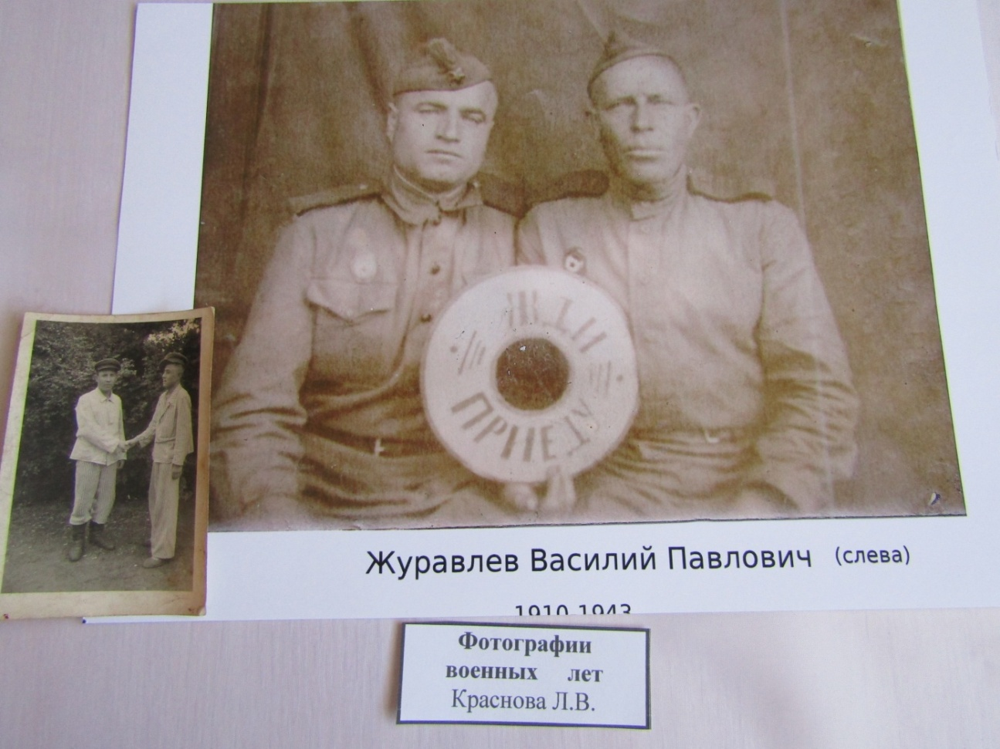 ЖДИ
ПРИЕДУ
Журавлев Василий Павлович (слева)
1910-1943
Фотографии
военных лет
Краснова Л.В.